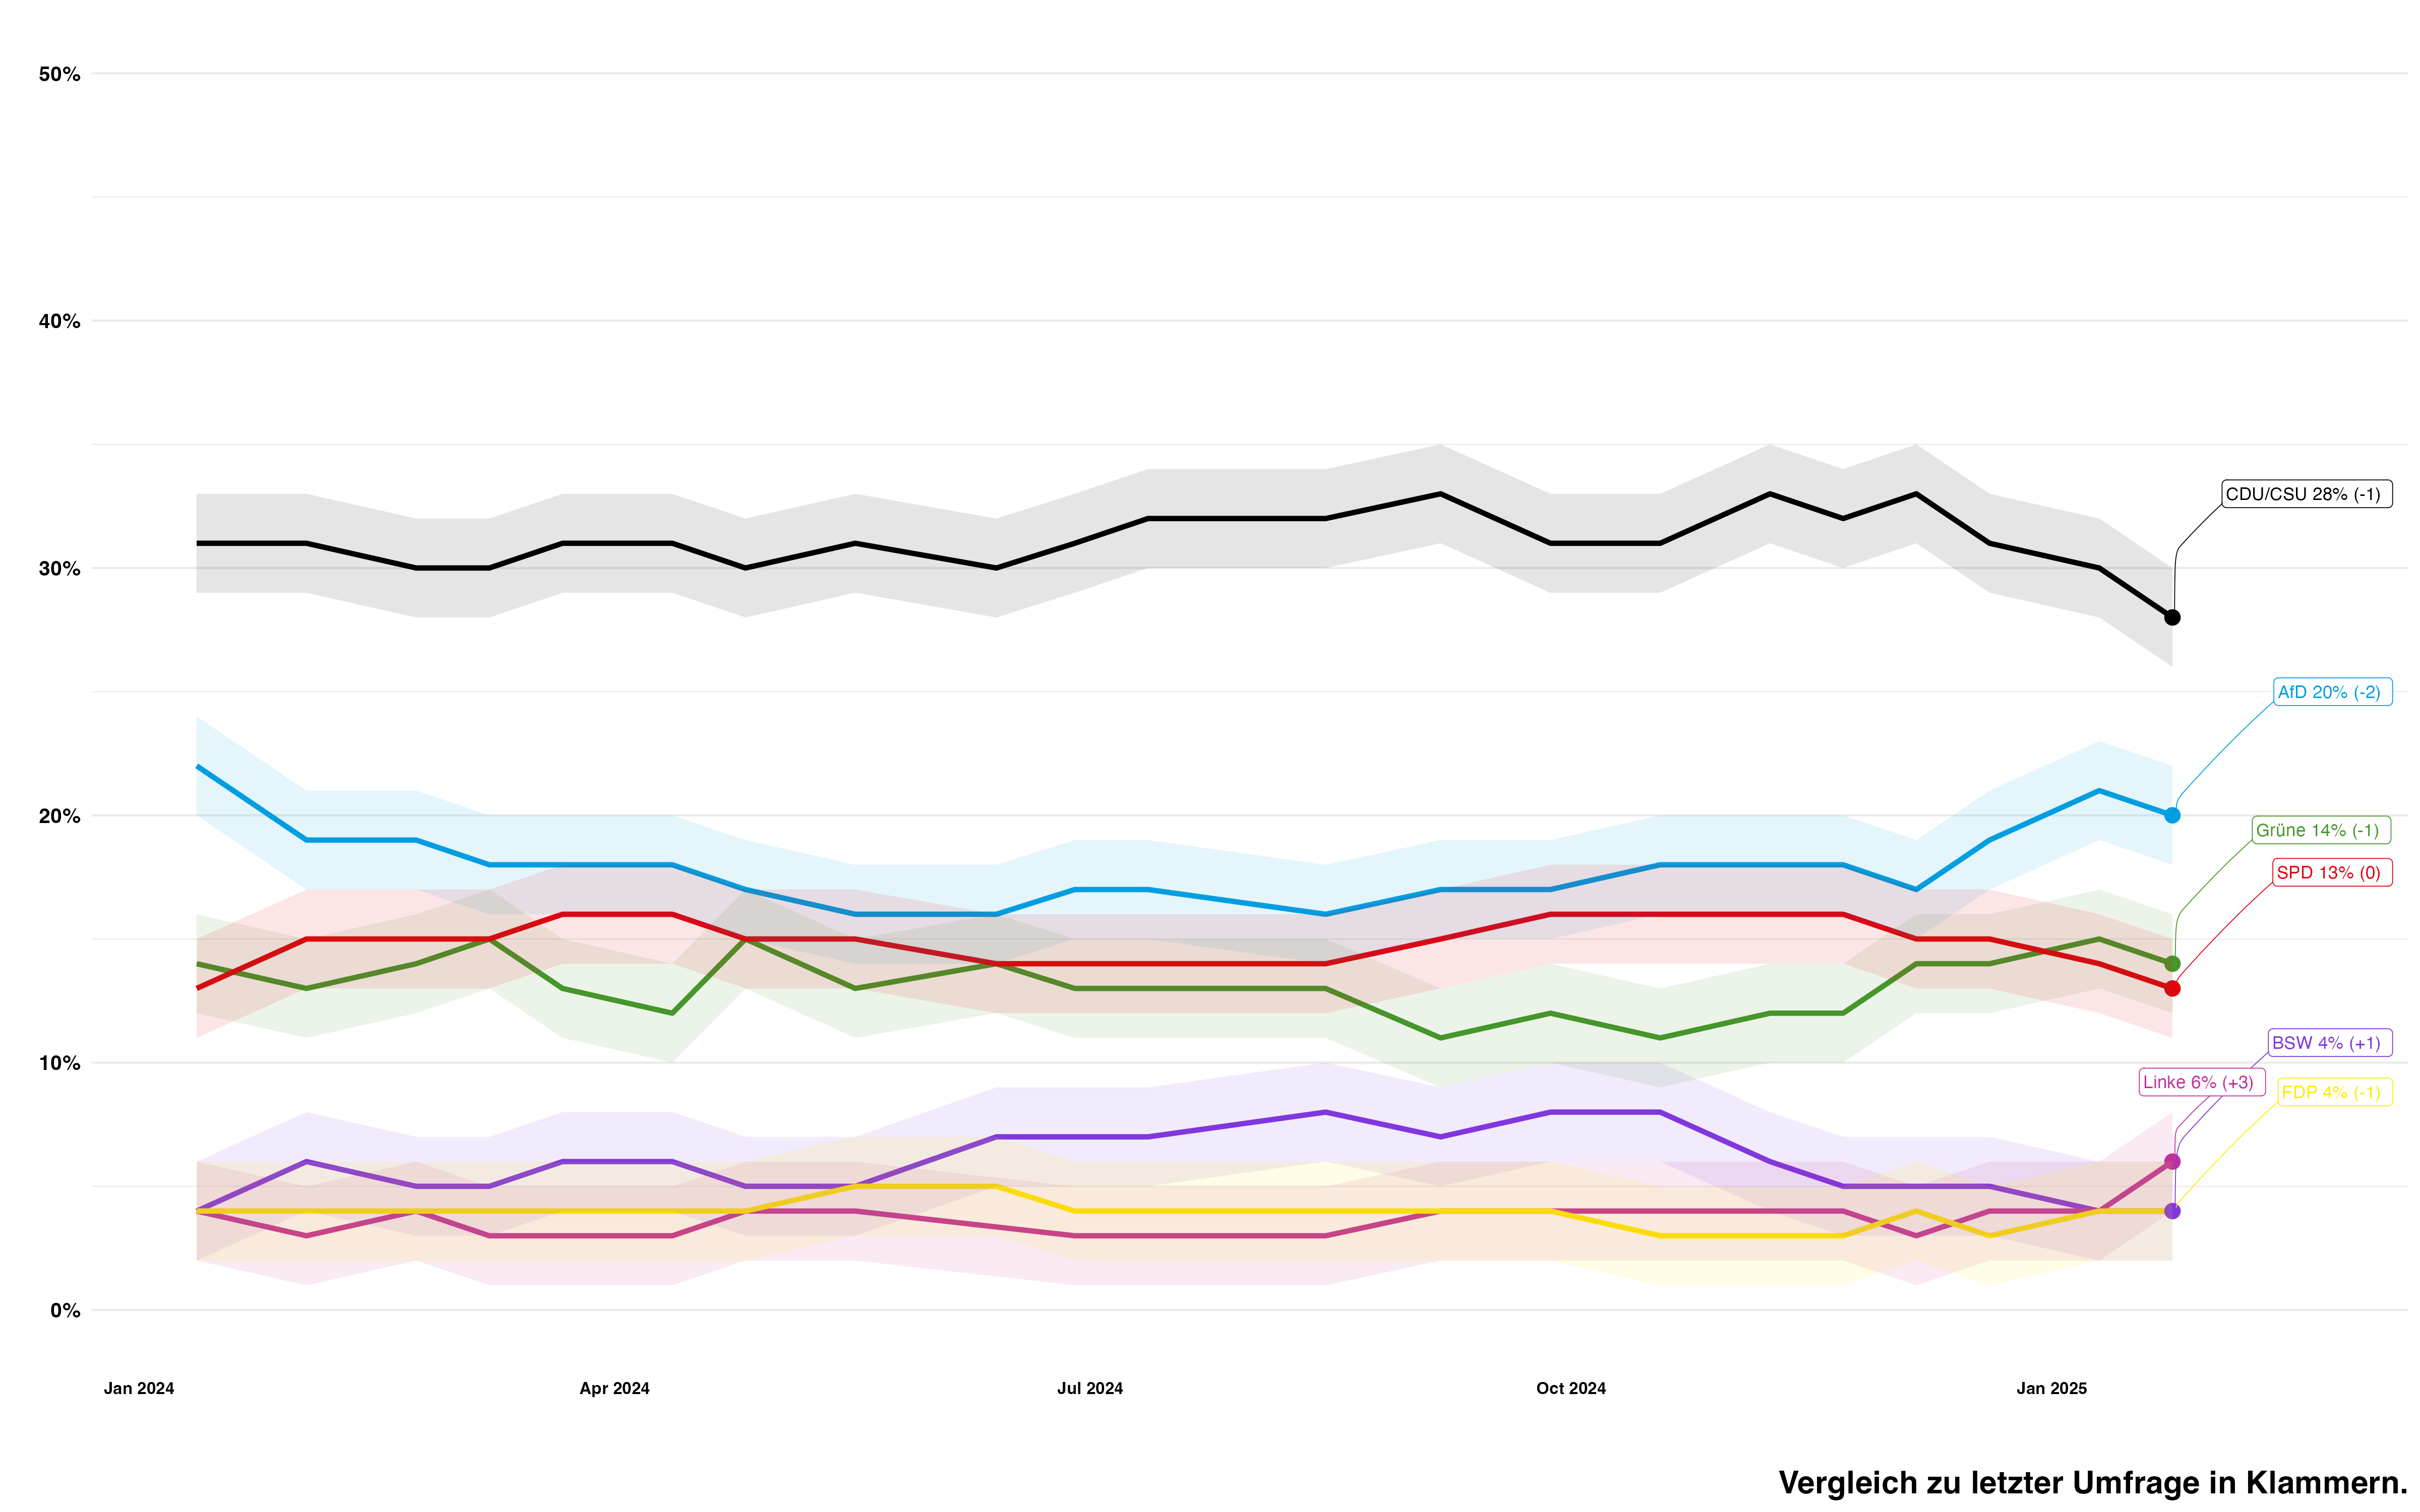 50%
40%
30%
20%
10%
0%
CDU/CSU 28% (-1)
AfD 20% (-2)
Grüne 14% (-1)
SPD 13% (0)
BSW 4% (+1)
Linke 6% (+3)
FDP 4% (-1)
Jan 2024
Apr 2024
Jul 2024
Oct 2024
Jan 2025
Vergleich zu letzter Umfrage in Klammern.